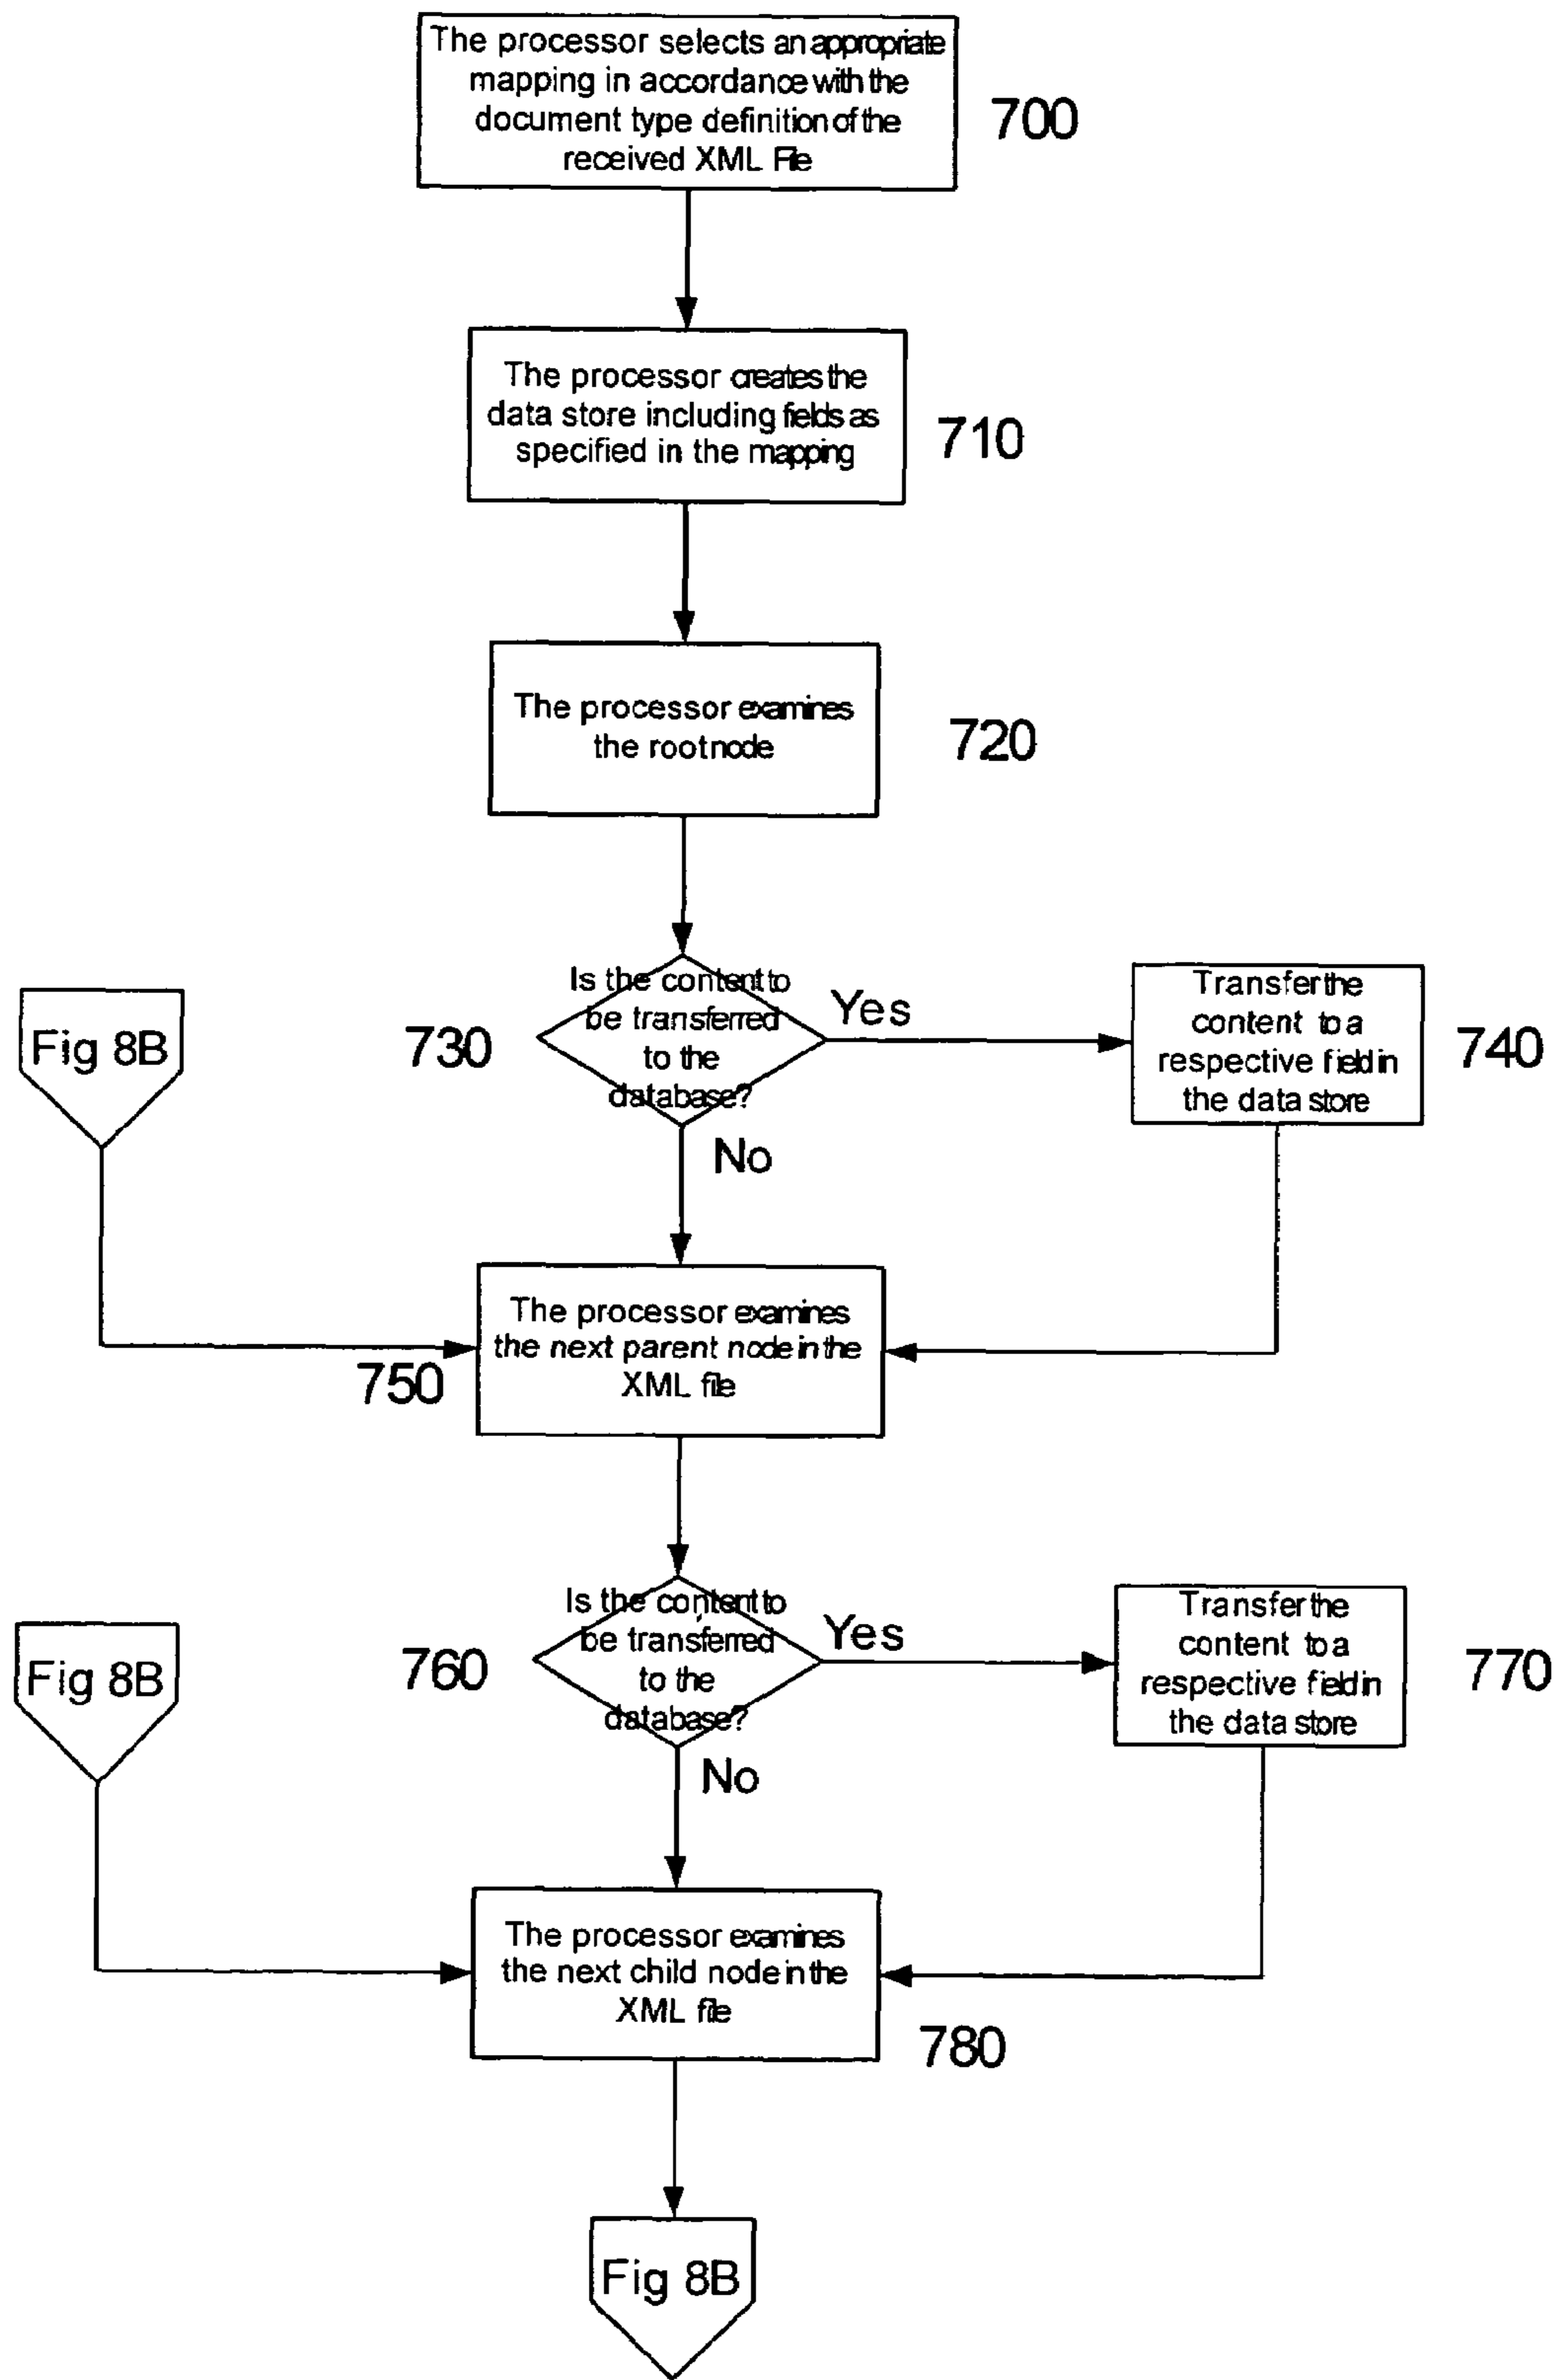 The processor selects an appropriate
mapping in accordance with the
document type definition of the
received XML File
700
The processor creates the
data store including fields as
specified in the mapping
710
The processor examines
the root node
720
Is the content to
be transferred
to the
database?
730
Yes
No
Transfer the
content to a
respective field in
the data store
740
Fig 8B
The processor examines
the next parent node in the
XML file
750
Is the content to
be transferred
to the
database?
760
Yes
No
Transfer the
content to a
respective field in
the data store
770
Fig 8B
The processor examines
the next child node in the
XML file
780
Fig 8B